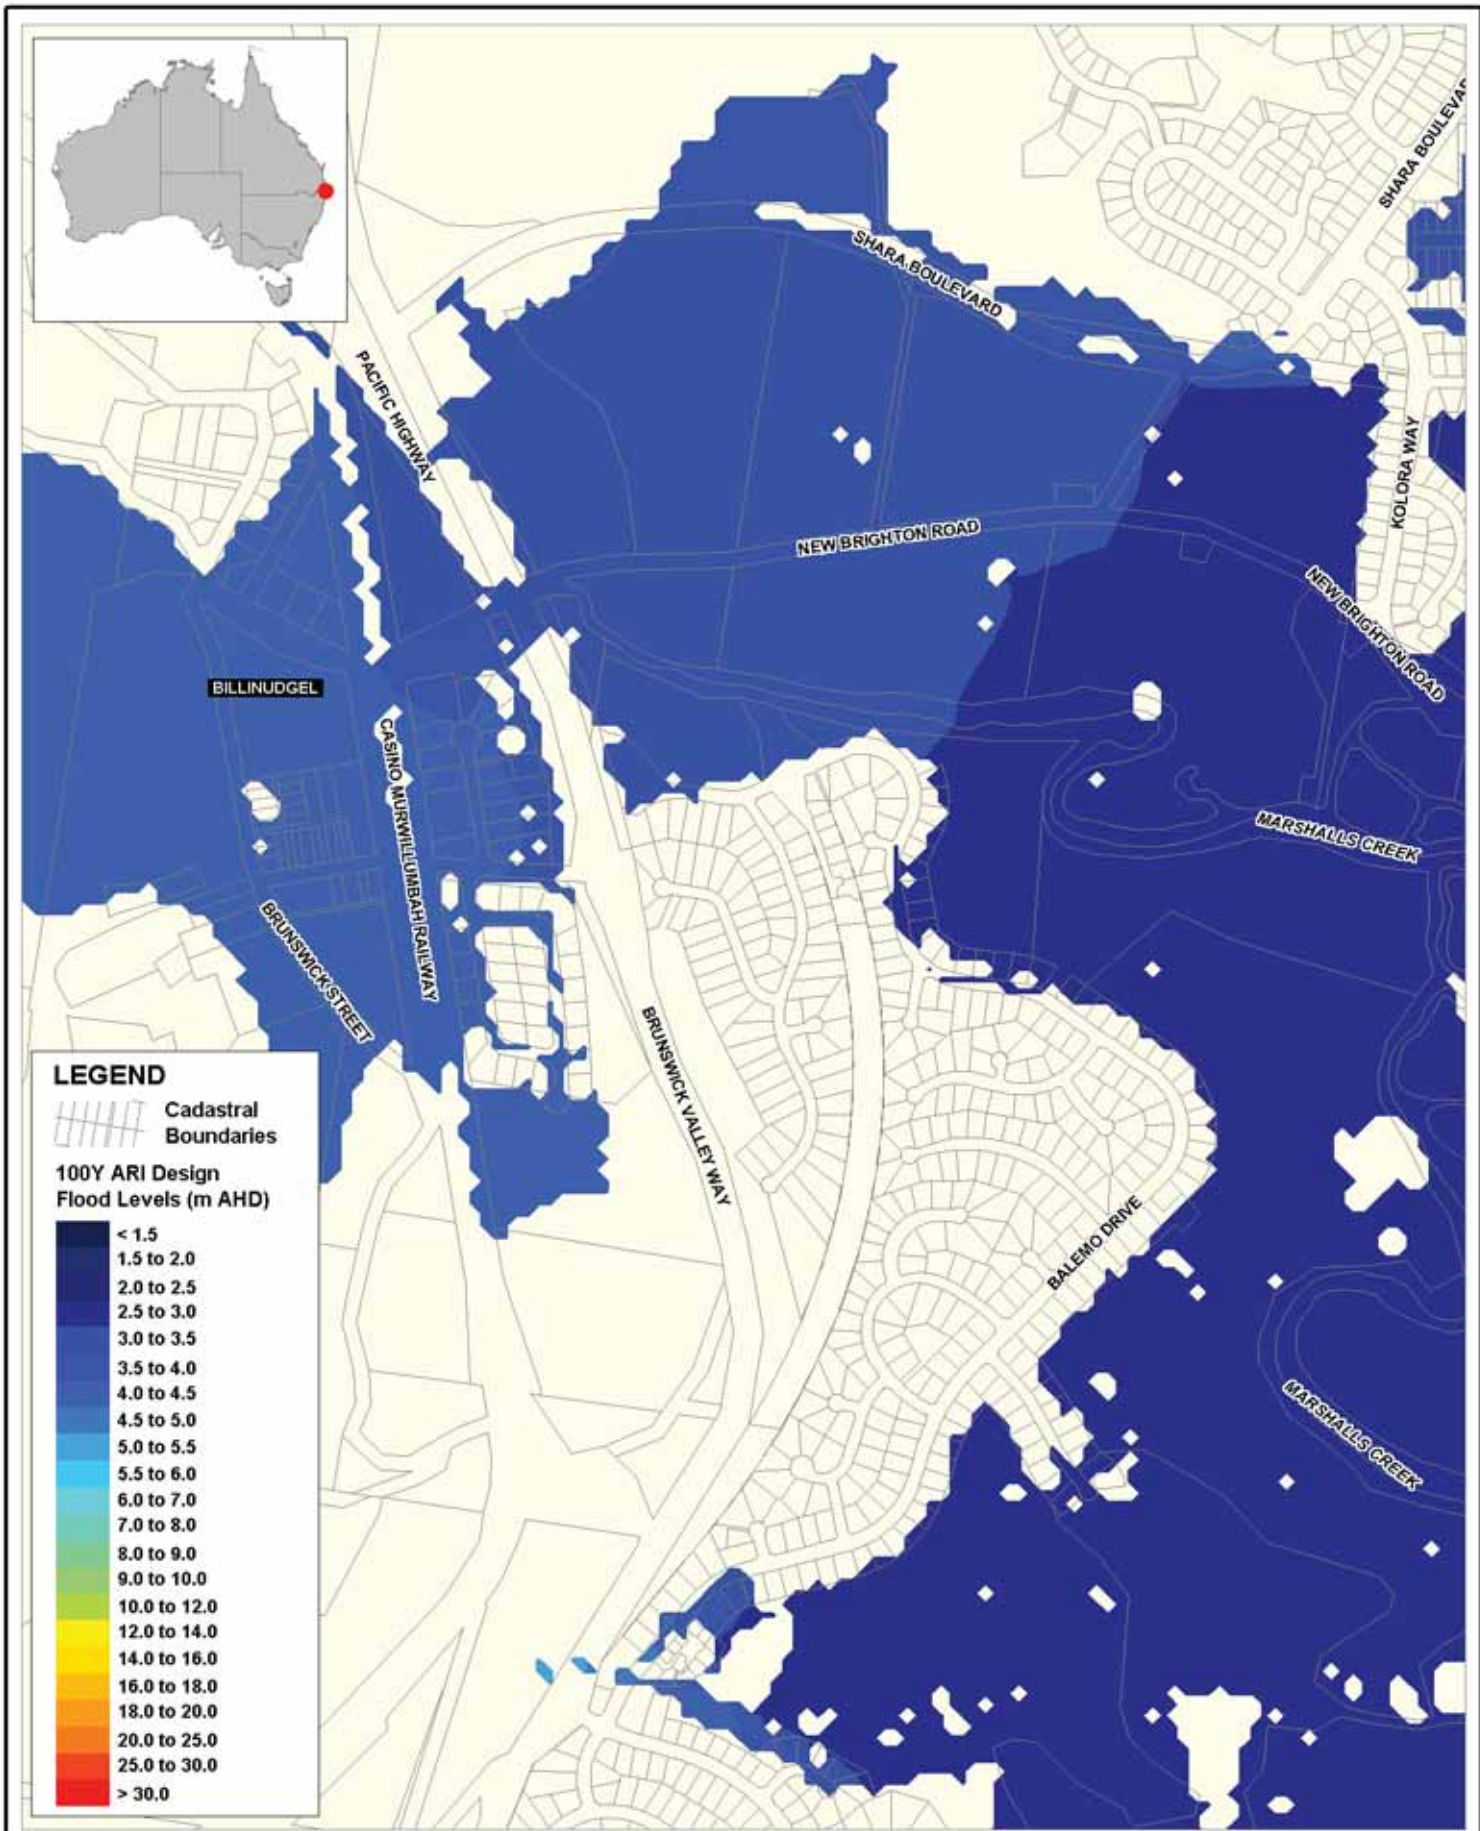 SHARA BOULEVARD
SHARA BOULEVARD
PACIFIC HIGHWAY
KOLORA WAY
NEW BRIGHTON ROAD
NEW BRIGHTON ROAD
BILLINUDGEL
CASINO MURWILLUMBAH RAILWAY
MARSHALLS CREEK
BRUNSWICK STREET
BRUNSWICK VALLEY WAY
BALEMO DRIVE
MARSHALLS CREEK
LEGEND
Cadastral
Boundaries
100Y ARI Design
Flood Levels (m AHD)
< 1.5
1.5 to 2.0
2.0 to 2.5
2.5 to 3.0
3.0 to 3.5
3.5 to 4.0
4.0 to 4.5
4.5 to 5.0
5.0 to 5.5
5.5 to 6.0
6.0 to 7.0
7.0 to 8.0
8.0 to 9.0
9.0 to 10.0
10.0 to 12.0
12.0 to 14.0
14.0 to 16.0
16.0 to 18.0
18.0 to 20.0
20.0 to 25.0
25.0 to 30.0
> 30.0